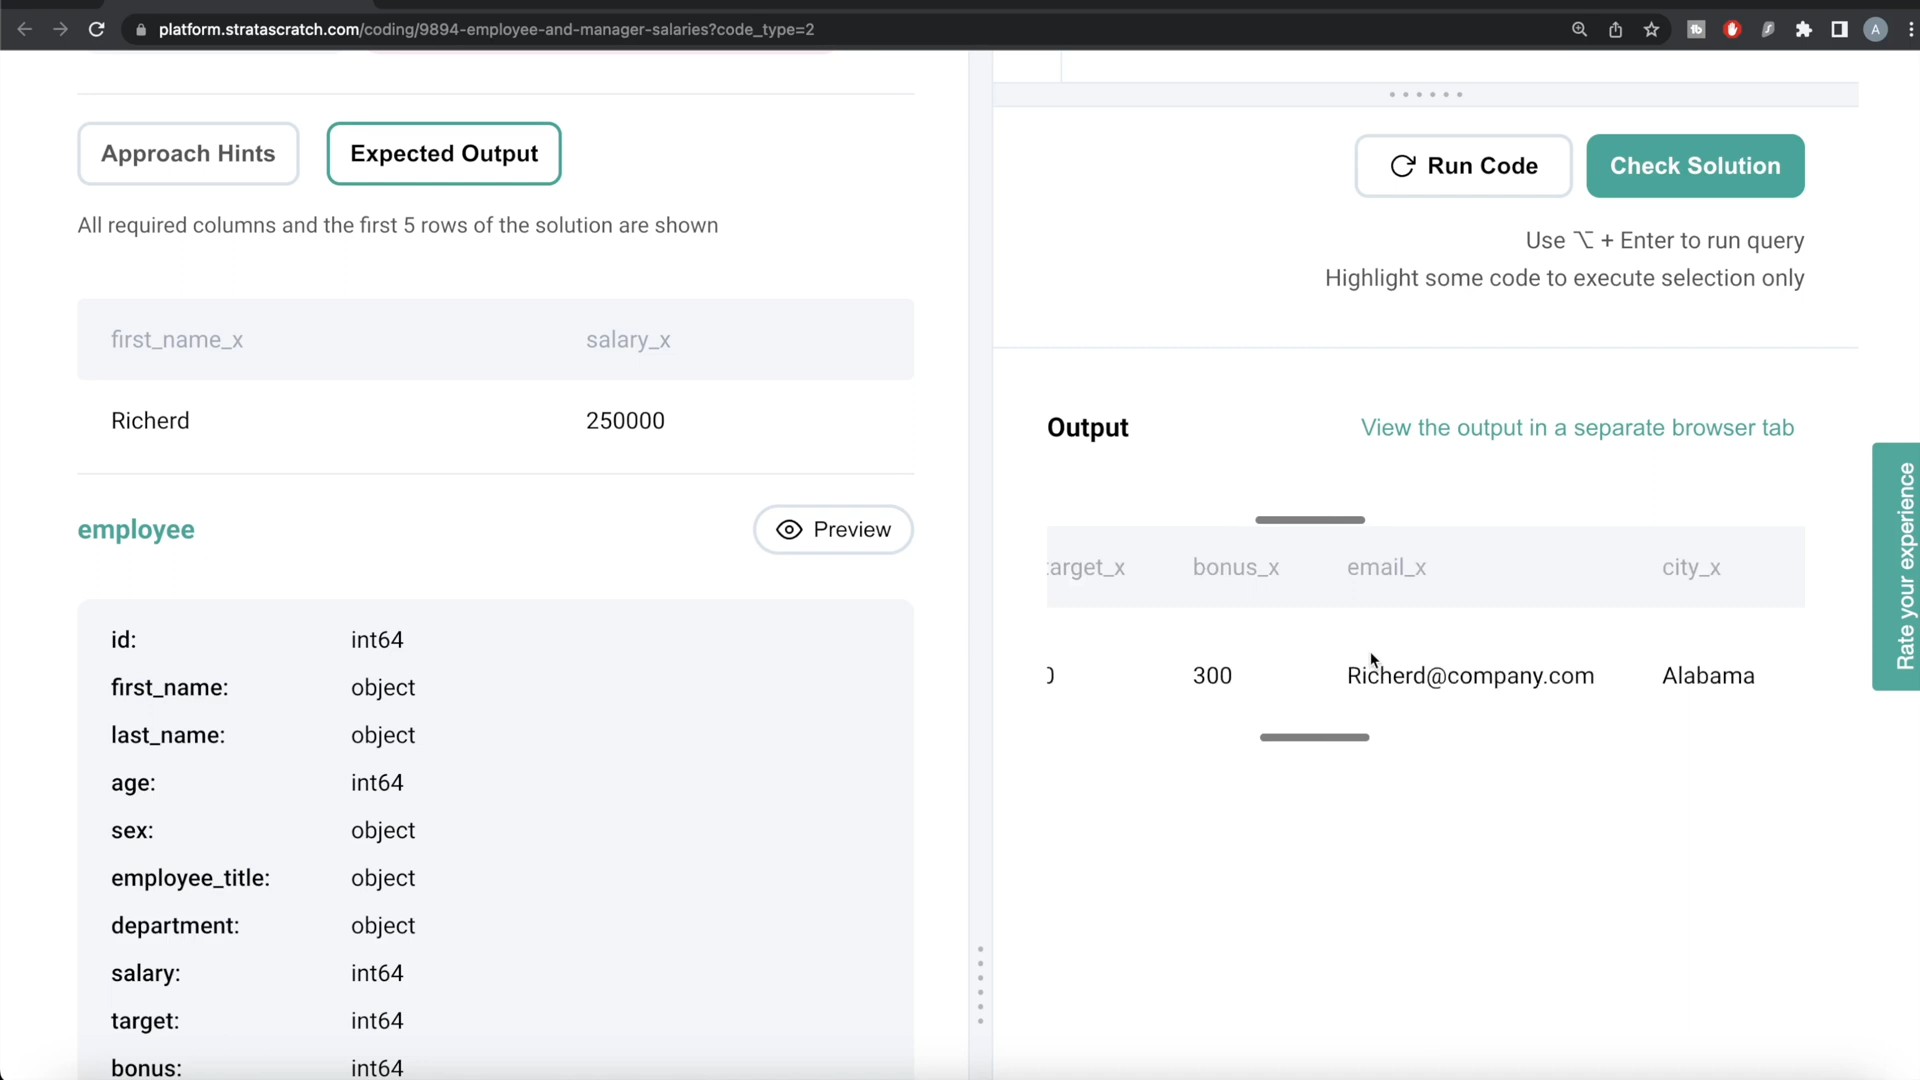 platform.stratascratch.com/coding/9894-employee-and-manager-salaries?code_type=2
A
Approach Hints
Expected Output
All required columns and the first 5 rows of the solution are shown
first_name_x salary_x
Richerd 250000
employee
Preview
id: int64
first_name: object
last_name: object
age: int64
sex: object
employee_title: object
department: object
salary: int64
target: int64
bonus: int64
Run Code
Check Solution
Use ⌥ + Enter to run query
Highlight some code to execute selection only
Output
View the output in a separate browser tab
target_x bonus_x email_x city_x
0 300 Richerd@company.com Alabama
Rate your experience